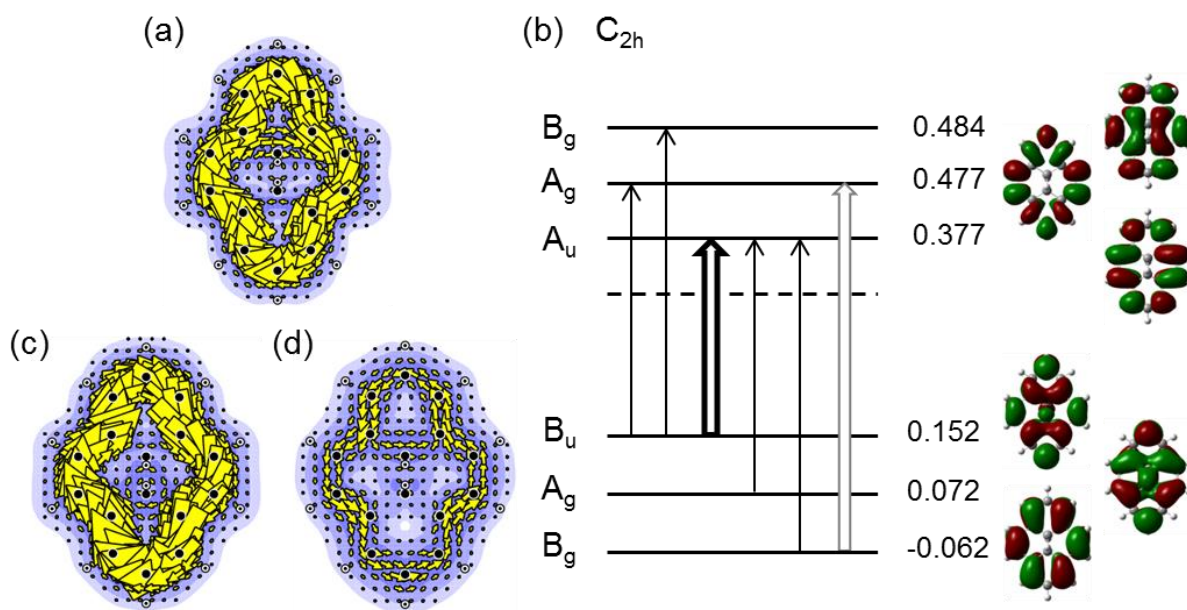 (a)
(b) C2h
Bg 0.484
Ag 0.477
Au 0.377
(c)
(d)
Bu 0.152
Ag 0.072
Bg -0.062